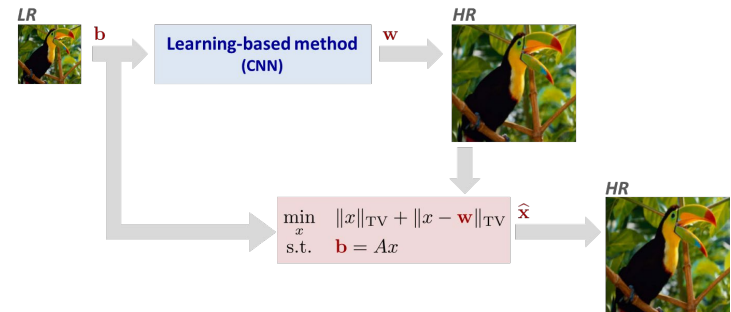 LR
b
Learning-based method
(CNN)
w
HR
min x ‖x‖TV + ‖x − w‖TV
s.t. b = Ax
x̂
HR